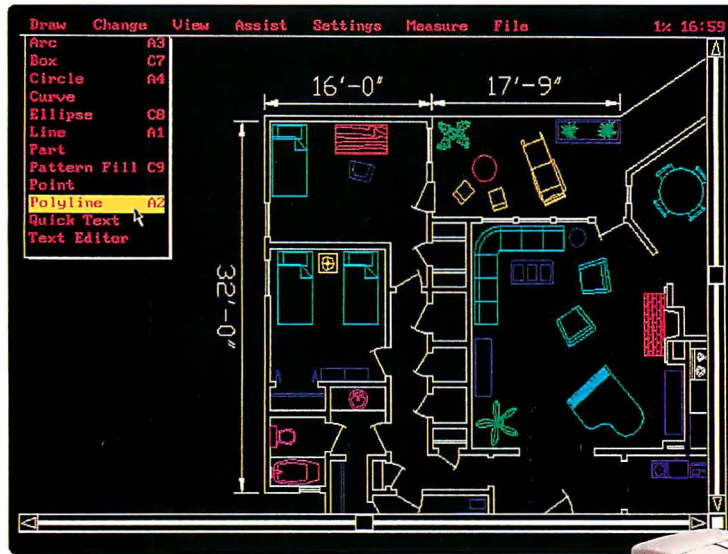 Draw Change View Assist Settings Measure File 1% 16:59
Arc A3
Box C7
Circle A4
Curve
Ellipse C8
Line A1
Part
Pattern Fill C9
Point
Polyline A2
Quick Text
Text Editor
16'-0"
17'-9"
32'-0"